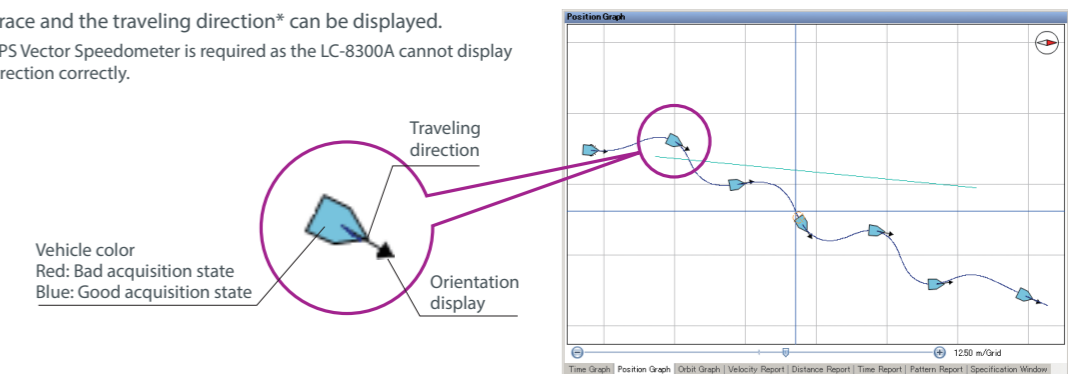 race and the traveling direction* can be displayed.
PS Vector Speedometer is required as the LC-8300A cannot display
rection correctly.
Traveling
direction
Vehicle color
Red: Bad acquisition state
Blue: Good acquisition state
Orientation
display
Position Graph
12.50 m/Grid
Time Graph Position Graph Orbit Graph Velocity Report Distance Report Time Report Pattern Report Specification Window